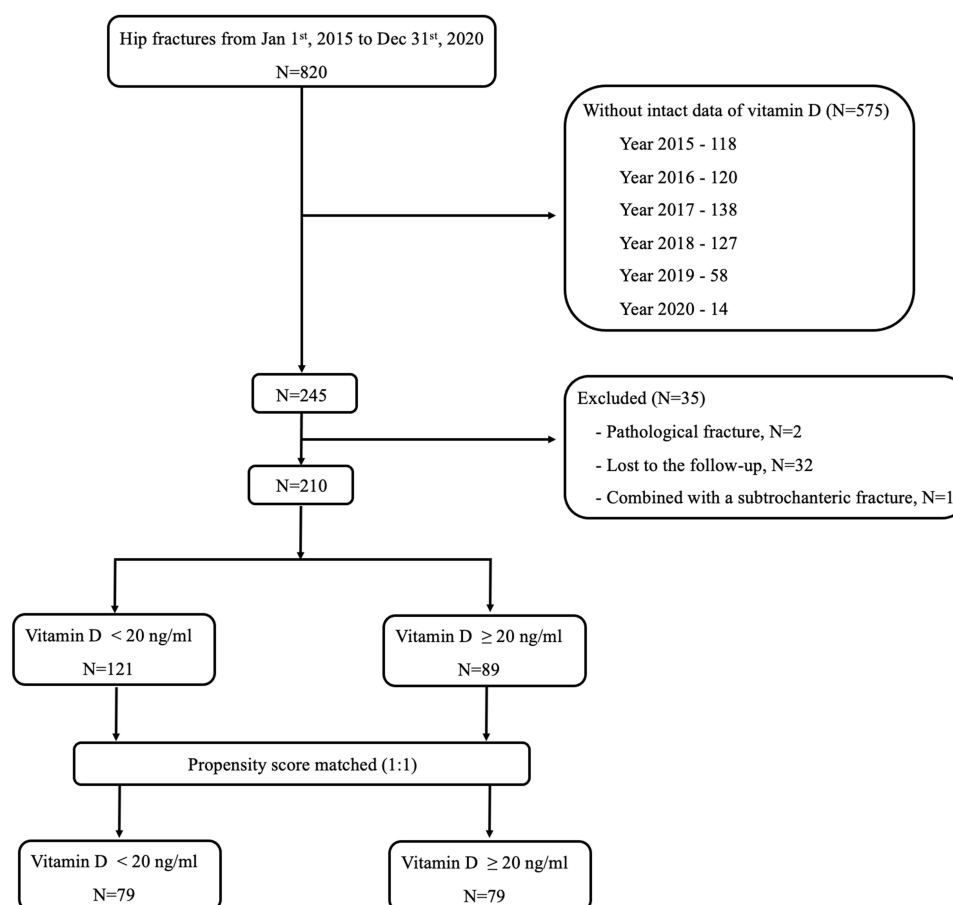 Hip fractures from Jan 1st, 2015 to Dec 31st, 2020
N=820
Without intact data of vitamin D (N=575)
Year 2015 - 118
Year 2016 - 120
Year 2017 - 138
Year 2018 - 127
Year 2019 - 58
Year 2020 - 14
N=245
Excluded (N=35)
- Pathological fracture, N=2
- Lost to the follow-up, N=32
- Combined with a subtrochanteric fracture, N=1
N=210
Vitamin D < 20 ng/ml
N=121
Vitamin D ≥ 20 ng/ml
N=89
Propensity score matched (1:1)
Vitamin D < 20 ng/ml
N=79
Vitamin D ≥ 20 ng/ml
N=79